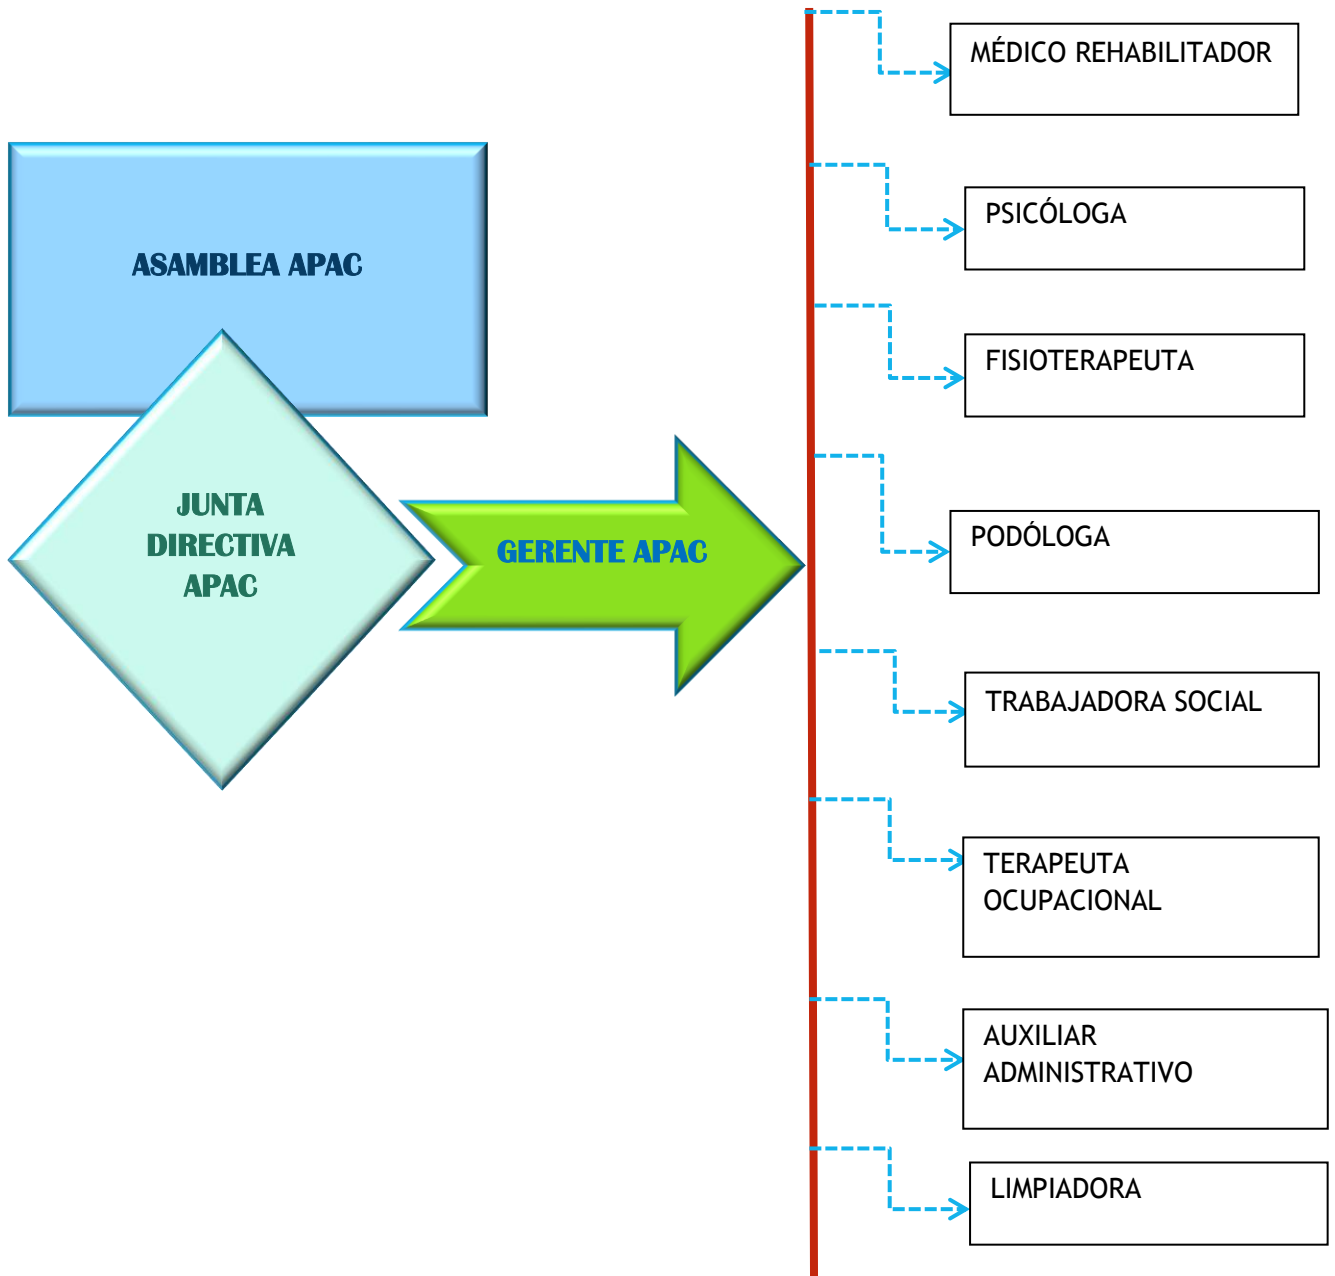 ASAMBLEA APAC
JUNTA
DIRECTIVA
APAC
GERENTE APAC
MÉDICO REHABILITADOR
PSICÓLOGA
FISIOTERAPEUTA
PODÓLOGA
TRABAJADORA SOCIAL
TERAPEUTA
OCUPACIONAL
AUXILIAR
ADMINISTRATIVO
LIMPIADORA